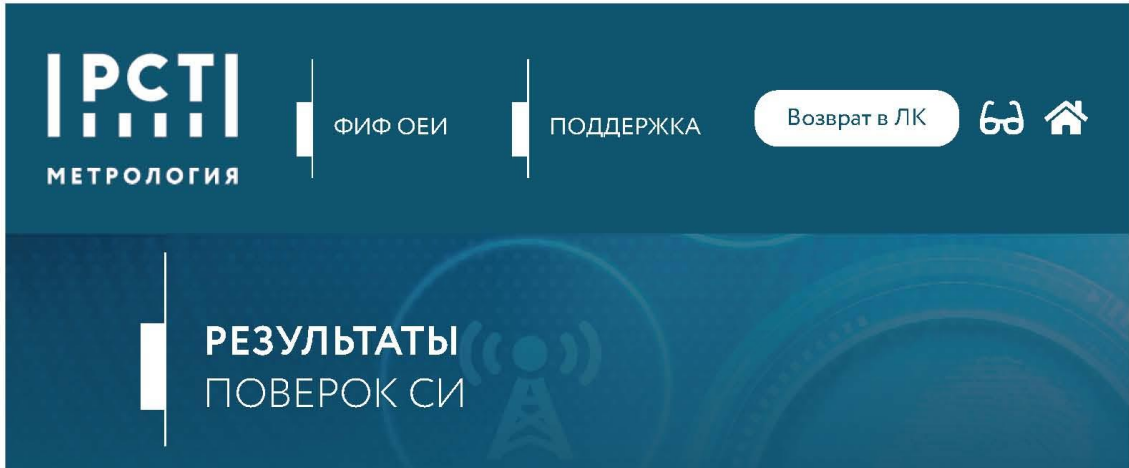 РСТ
МЕТРОЛОГИЯ
ФИФ ОЕИ
ПОДДЕРЖКА
Возврат в ЛК
РЕЗУЛЬТАТЫ
ПОВЕРОК СИ